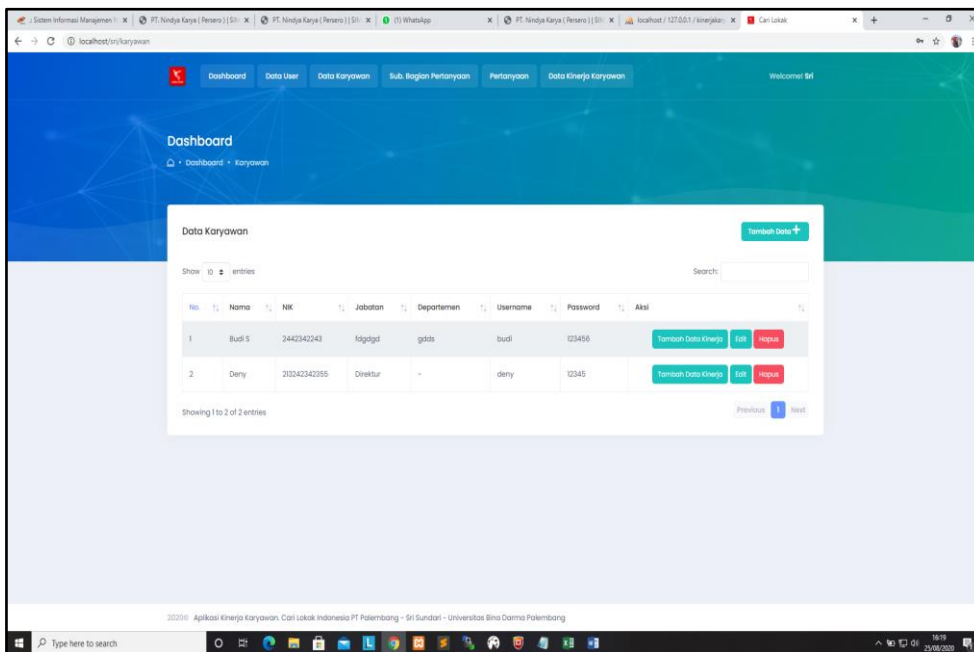 Sistem Informasi Manajemen
PT. Nindya Karya ( Persero ) | SI
PT. Nindya Karya ( Persero ) | SI
(1) WhatsApp
PT. Nindya Karya ( Persero ) | SI
localhost / 127.0.0.1 / kinerjakary
Cari Lokak
localhost/sri/karyawan
Dashboard
Data User
Data Karyawan
Sub. Bagian Pertanyaan
Pertanyaan
Data Kinerja Karyawan
Welcome! Sri
Dashboard
Dashboard • Karyawan
Data Karyawan
Tambah Data +
Show 10 entries
Search:
No. Nama NIK Jabatan Departemen Username Password Aksi
1 Budi S 2442342243 fdgdgd gdds budi 123456 Tambah Data Kinerja Edit Hapus
2 Deny 213242342355 Direktur - deny 12345 Tambah Data Kinerja Edit Hapus
Showing 1 to 2 of 2 entries
Previous 1 Next
2020© Aplikasi Kinerja Karyawan. Cari Lokak Indonesia PT Palembang - Sri Sundari - Universitas Bina Darma Palembang
Type here to search
16:19
25/08/2020